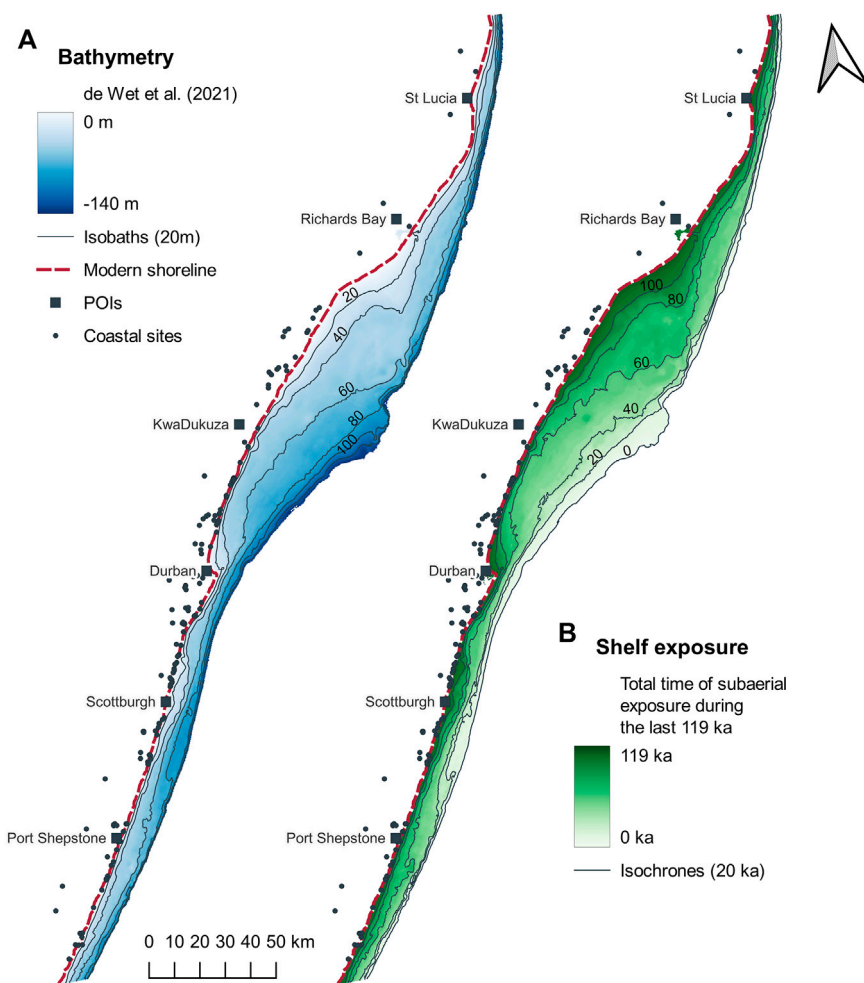 A
Bathymetry
de Wet et al. (2021)
0 m
-140 m
Isobaths (20m)
Modern shoreline
POIs
Coastal sites
St Lucia
Richards Bay
20
40
60
80
100
KwaDukuza
Durban
Scottburgh
Port Shepstone
0 10 20 30 40 50 km
St Lucia
Richards Bay
100
80
60
40
20
0
KwaDukuza
Durban
Scottburgh
Port Shepstone
B
Shelf exposure
Total time of subaerial
exposure during
the last 119 ka
119 ka
0 ka
Isochrones (20 ka)